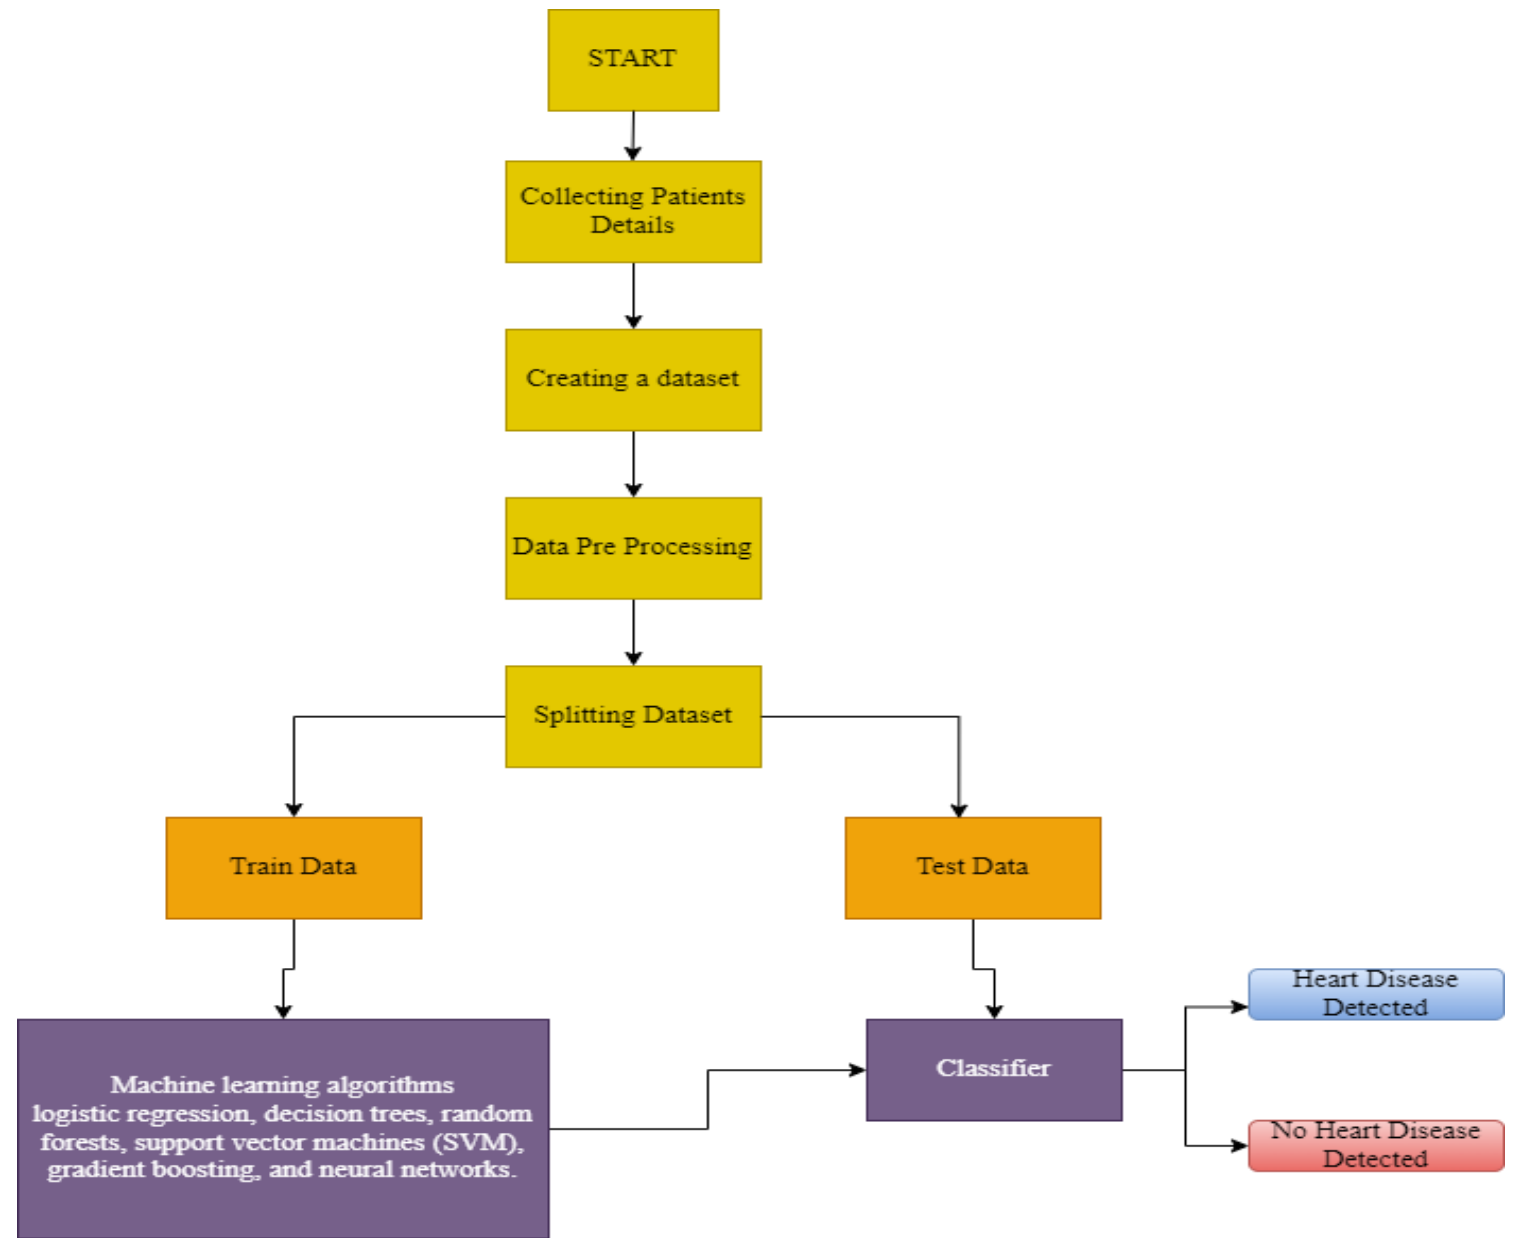 START
Collecting Patients
Details
Creating a dataset
Data Pre Processing
Splitting Dataset
Train Data
Test Data
Machine learning algorithms
logistic regression, decision trees, random
forests, support vector machines (SVM),
gradient boosting, and neural networks.
Classifier
Heart Disease
Detected
No Heart Disease
Detected